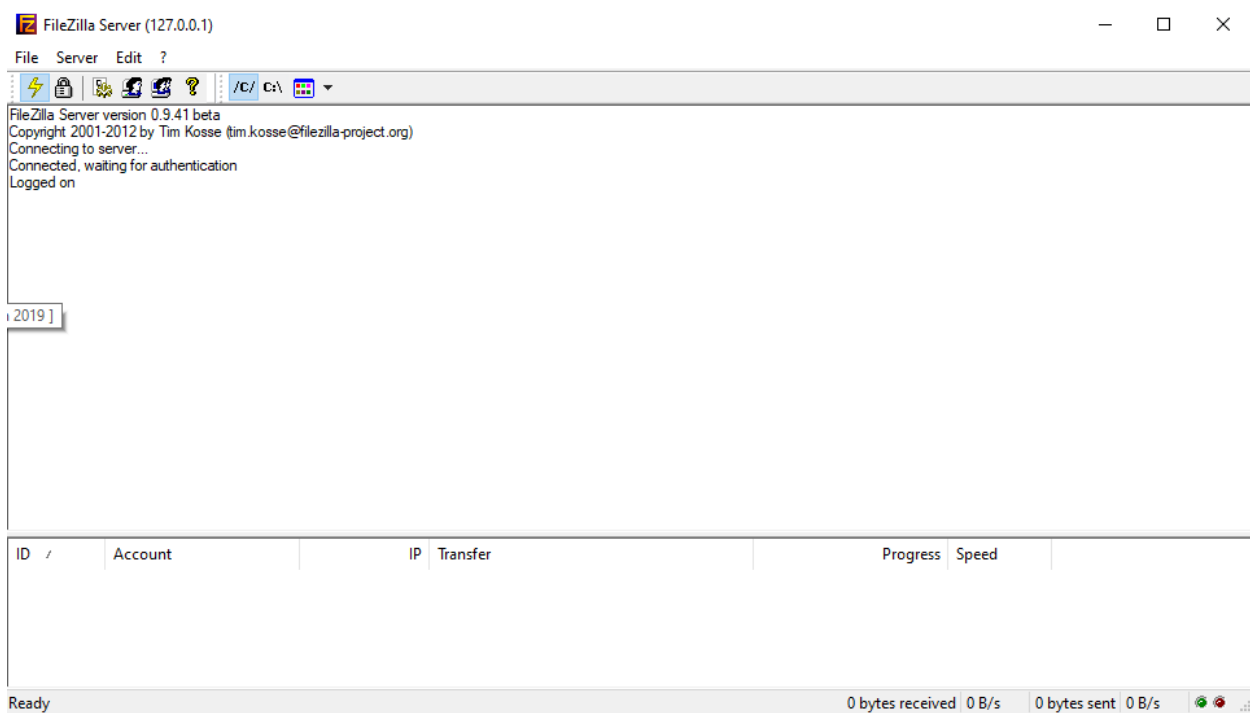 FileZilla Server (127.0.0.1)
File Server Edit ?
/C/ C:\
FileZilla Server version 0.9.41 beta
Copyright 2001-2012 by Tim Kosse (tim.kosse@filezilla-project.org)
Connecting to server...
Connected, waiting for authentication
Logged on
2019 ]
ID / Account IP Transfer Progress Speed
Ready 0 bytes received 0 B/s 0 bytes sent 0 B/s